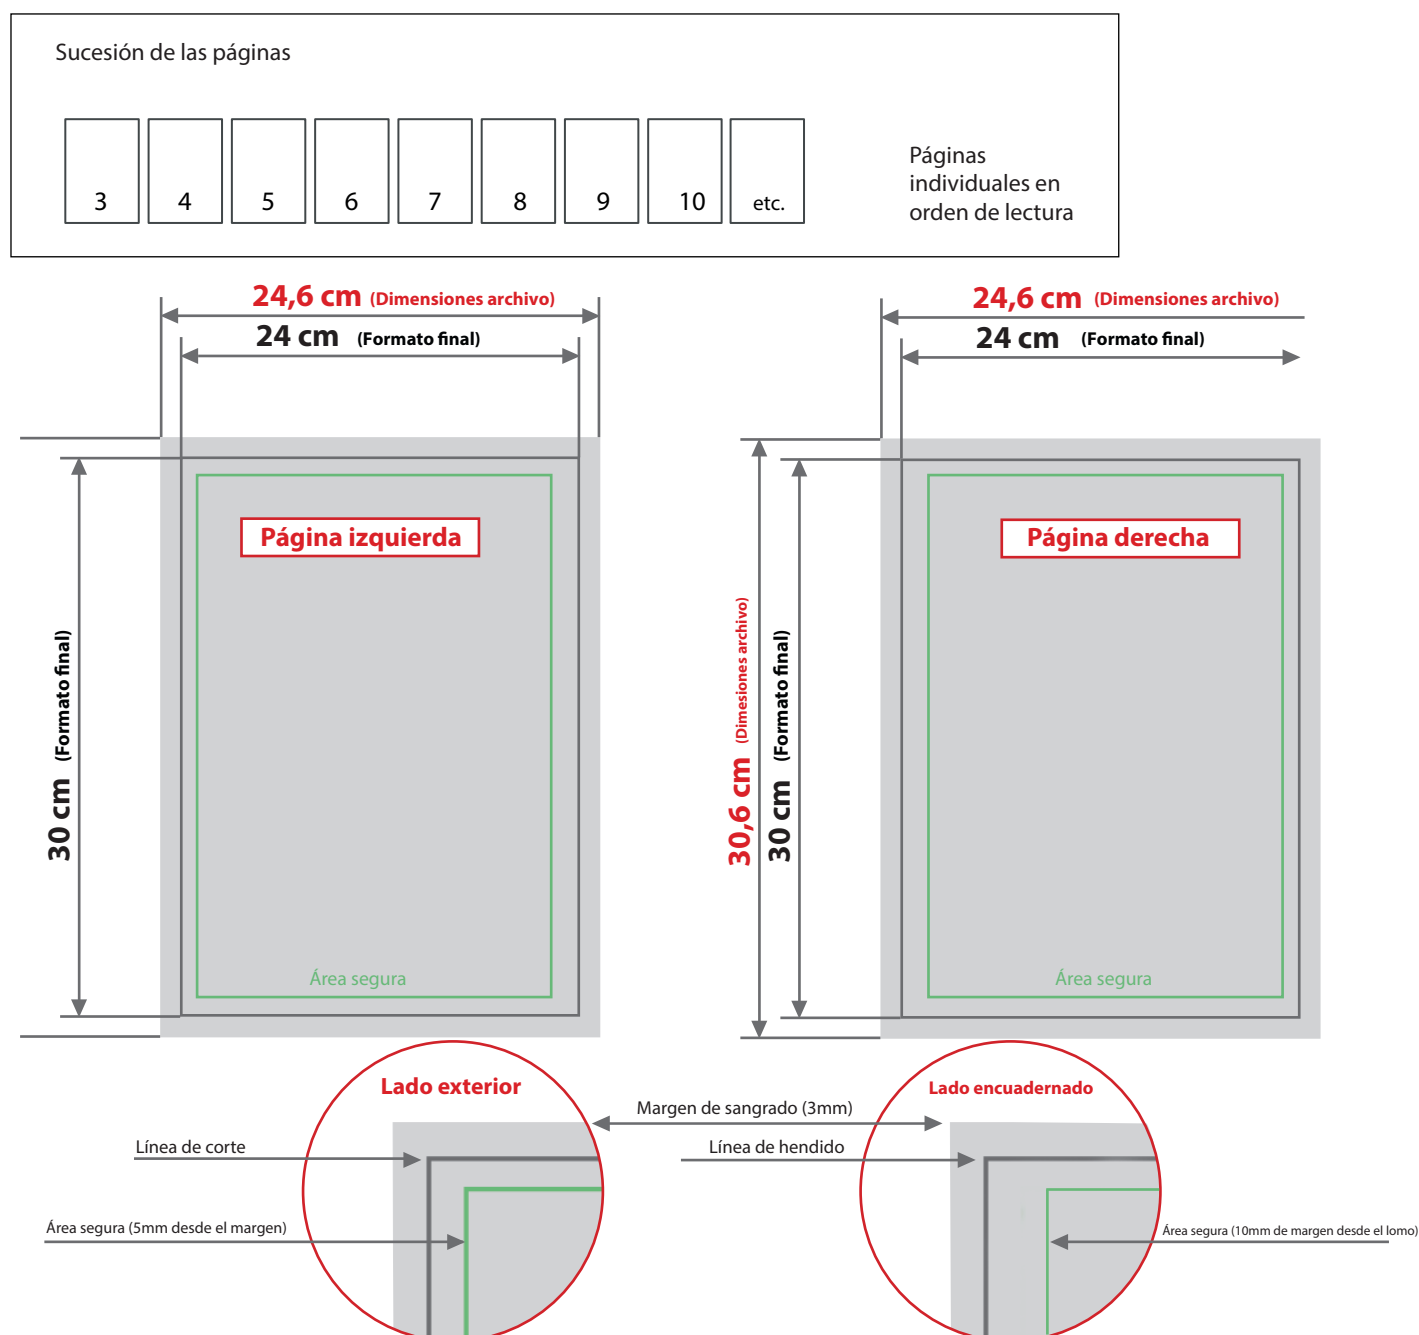 Sucesión de las páginas
3 4 5 6 7 8 9 10 etc.
Páginas
individuales en
orden de lectura
24,6 cm (Dimensiones archivo)
24 cm (Formato final)
24,6 cm (Dimensiones archivo)
24 cm (Formato final)
Página izquierda
Página derecha
30 cm (Formato final)
30,6 cm (Dimesiones archivo)
30 cm (Formato final)
Área segura
Área segura
Lado exterior
Lado encuadernado
Margen de sangrado (3mm)
Línea de corte
Línea de hendido
Área segura (5mm desde el margen)
Área segura (10mm de margen desde el lomo)